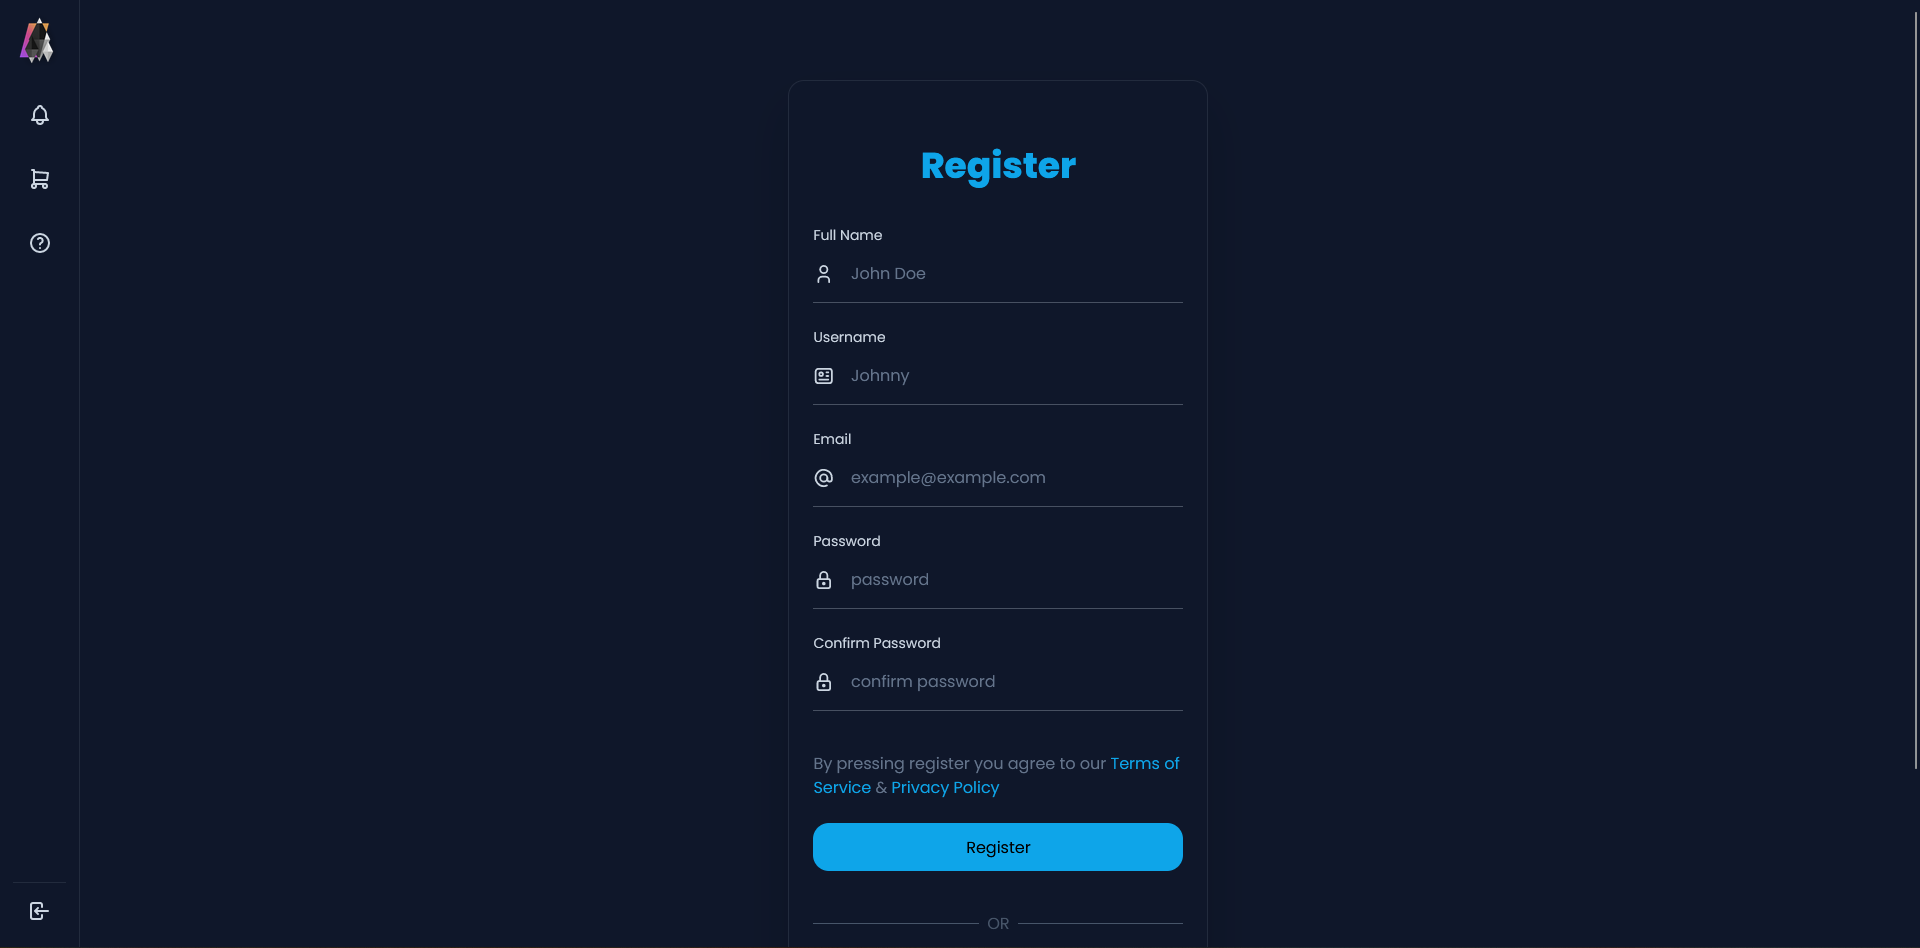 Register
Full Name
John Doe
Username
Johnny
Email
example@example.com
Password
password
Confirm Password
confirm password
By pressing register you agree to our Terms of
Service & Privacy Policy
Register
OR